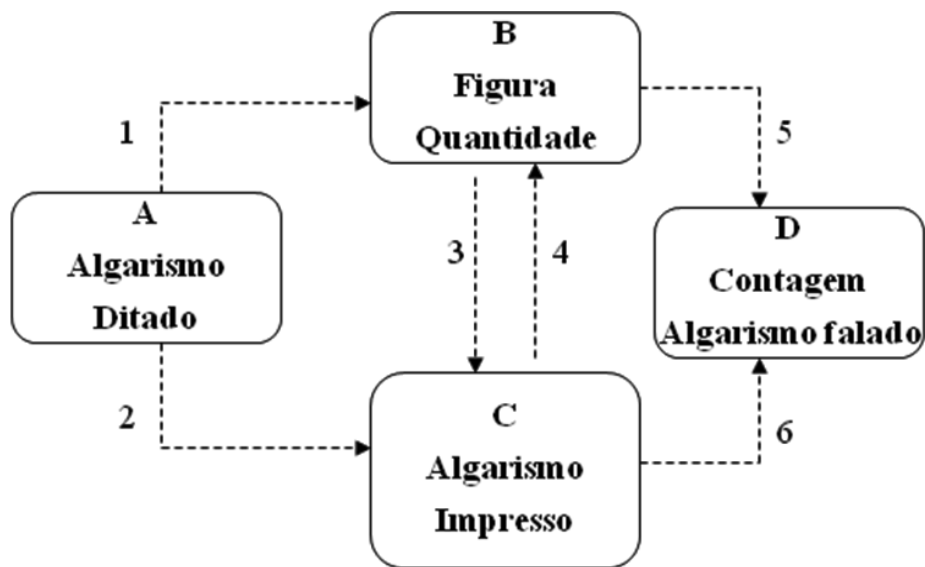 B
Figura
Quantidade
1
5
A
Algarismo
Ditado
3
4
D
Contagem
Algarismo falado
2
C
Algarismo
Impresso
6